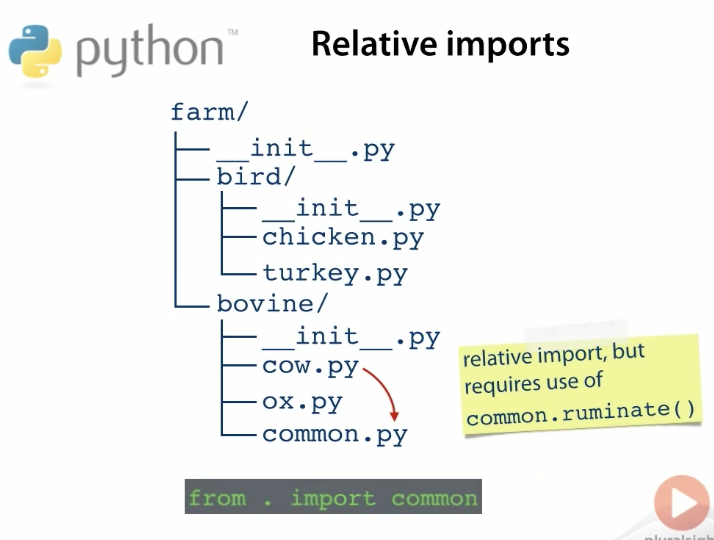 python™
Relative imports
farm/
__init__.py
bird/
__init__.py
chicken.py
turkey.py
bovine/
__init__.py
cow.py
ox.py
common.py
relative import, but
requires use of
common.ruminate()
from . import common